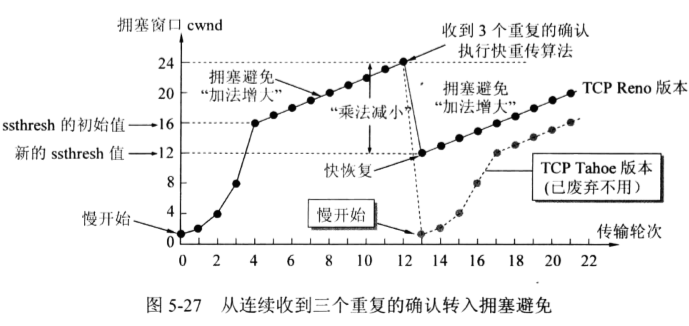 拥塞窗口 cwnd
收到 3 个重复的确认
执行快重传算法
24
20
16
12
8
4
0
ssthresh 的初始值
新的 ssthresh 值
慢开始
拥塞避免
“加法增大”
“乘法减小”
拥塞避免
“加法增大”
TCP Reno 版本
快恢复
慢开始
TCP Tahoe 版本
(已废弃不用)
传输轮次
0 2 4 6 8 10 12 14 16 18 20 22
图 5-27 从连续收到三个重复的确认转入拥塞避免